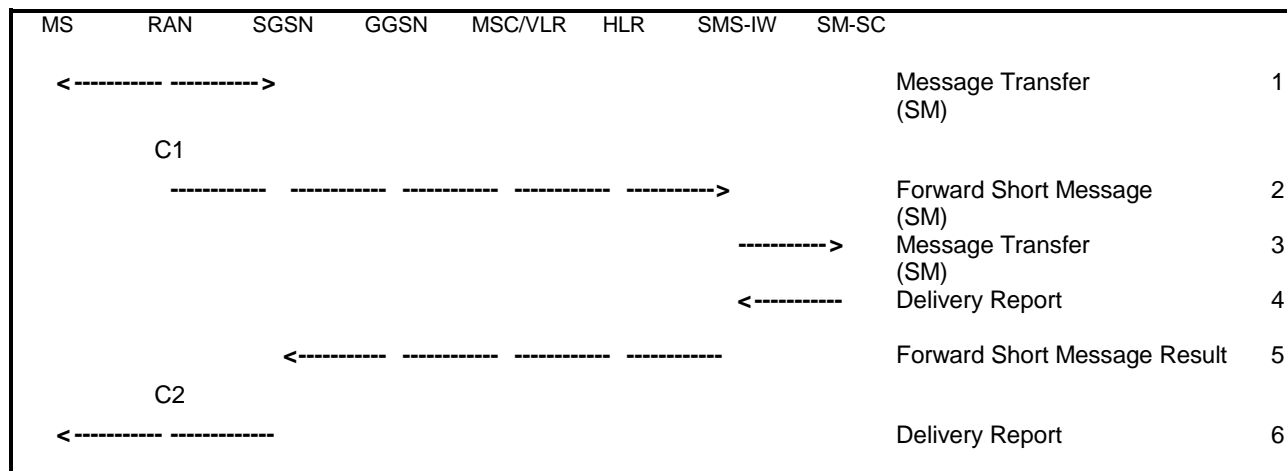 MS RAN SGSN GGSN MSC/VLR HLR SMS-IW SM-SC
Message Transfer 1
(SM)
C1
Forward Short Message 2
(SM)
Message Transfer 3
(SM)
Delivery Report 4
Forward Short Message Result 5
C2
Delivery Report 6